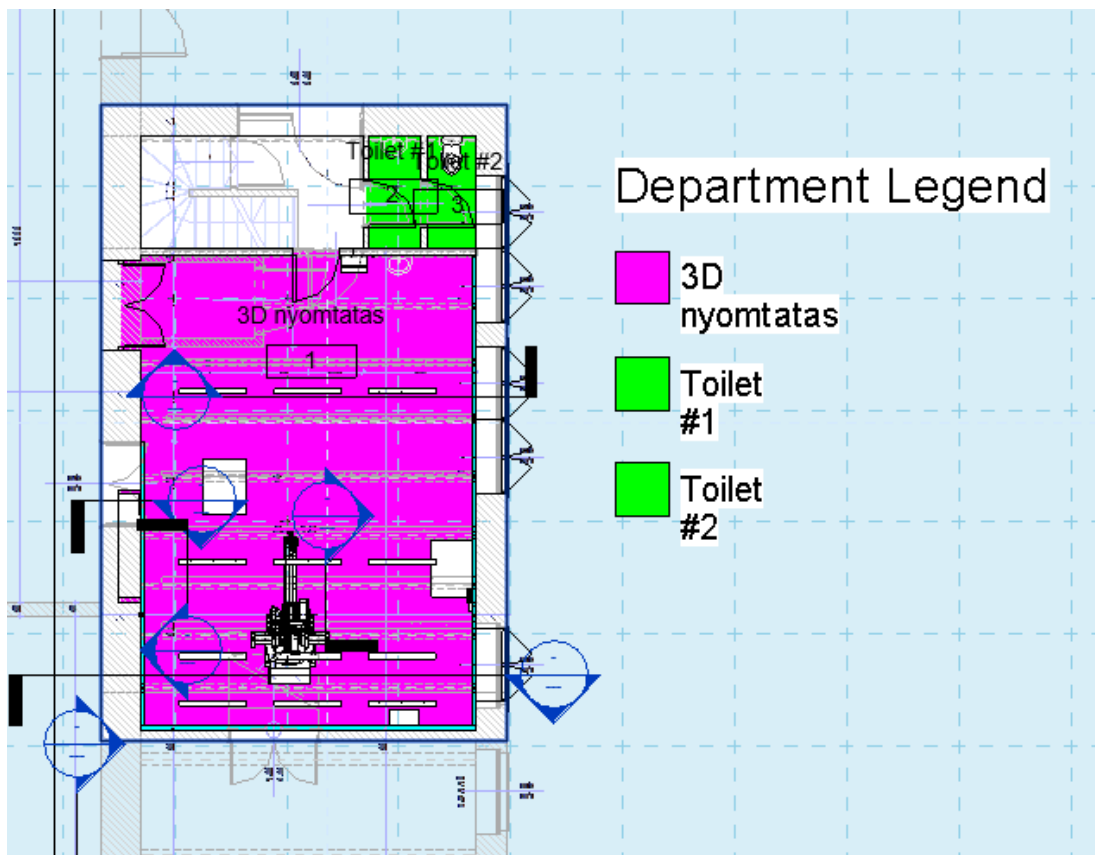 Toilet #1
Toilet #2
2
3
3D nyomtatas
1
Department Legend
3D
nyomtatas
Toilet
#1
Toilet
#2